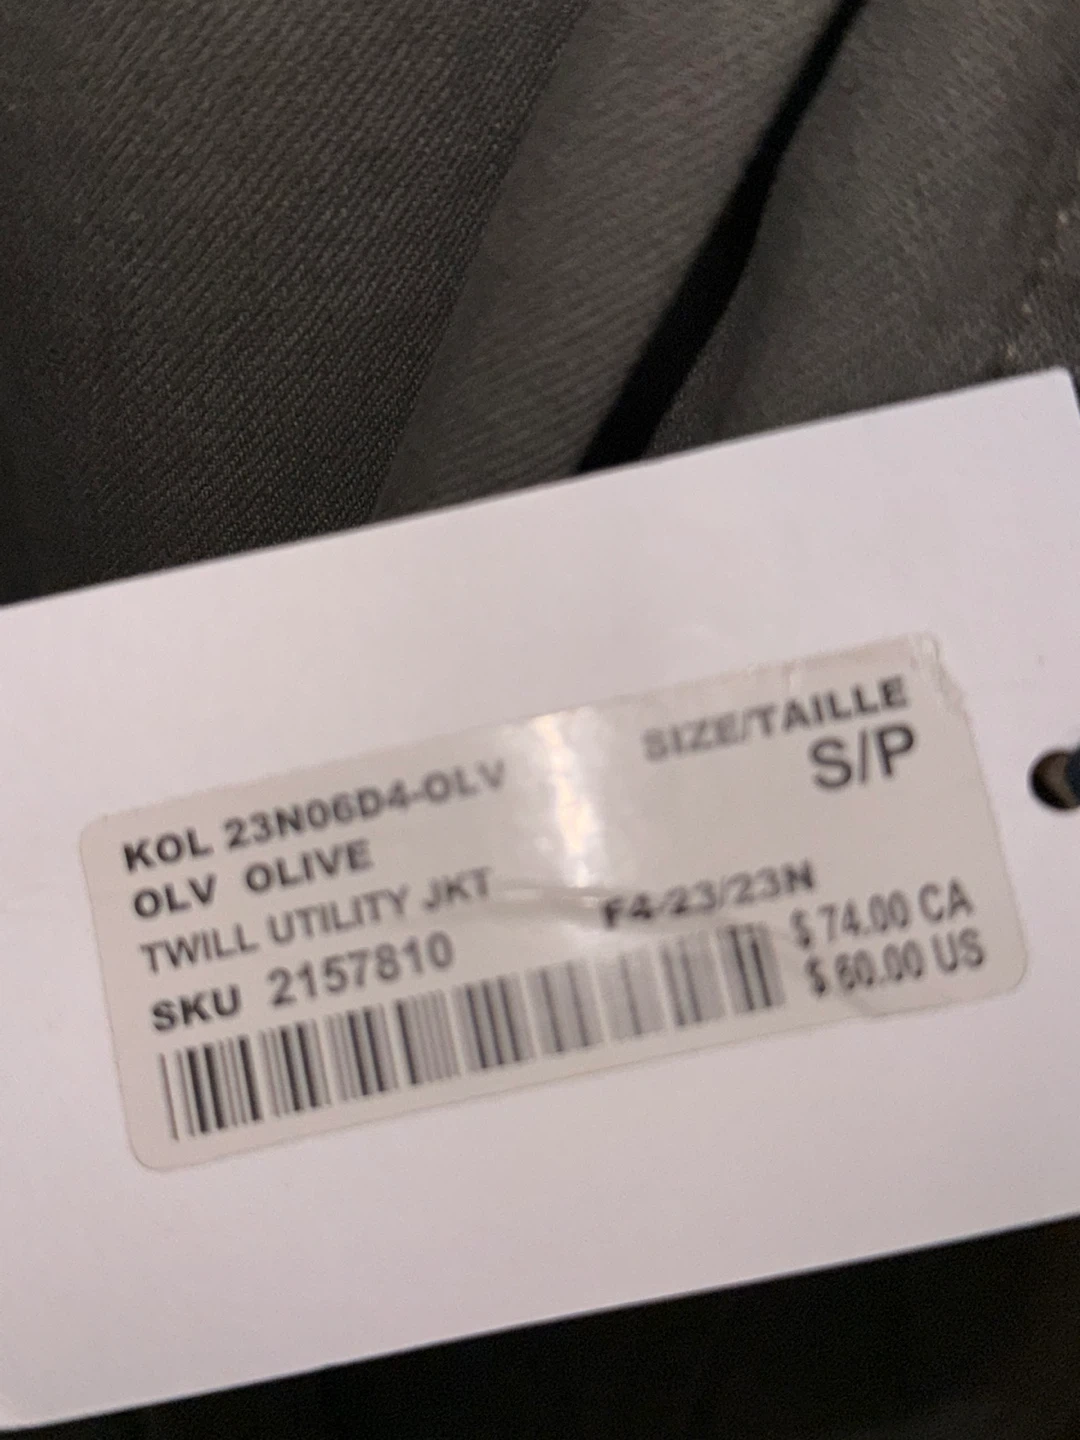 KOL 23N06D4-OLV
SIZE/TAILLE
OLV OLIVE
S/P
TWILL UTILITY JKT
F4-23/23N
SKU 2157810
$ 74.00 CA
$ 60.00 US